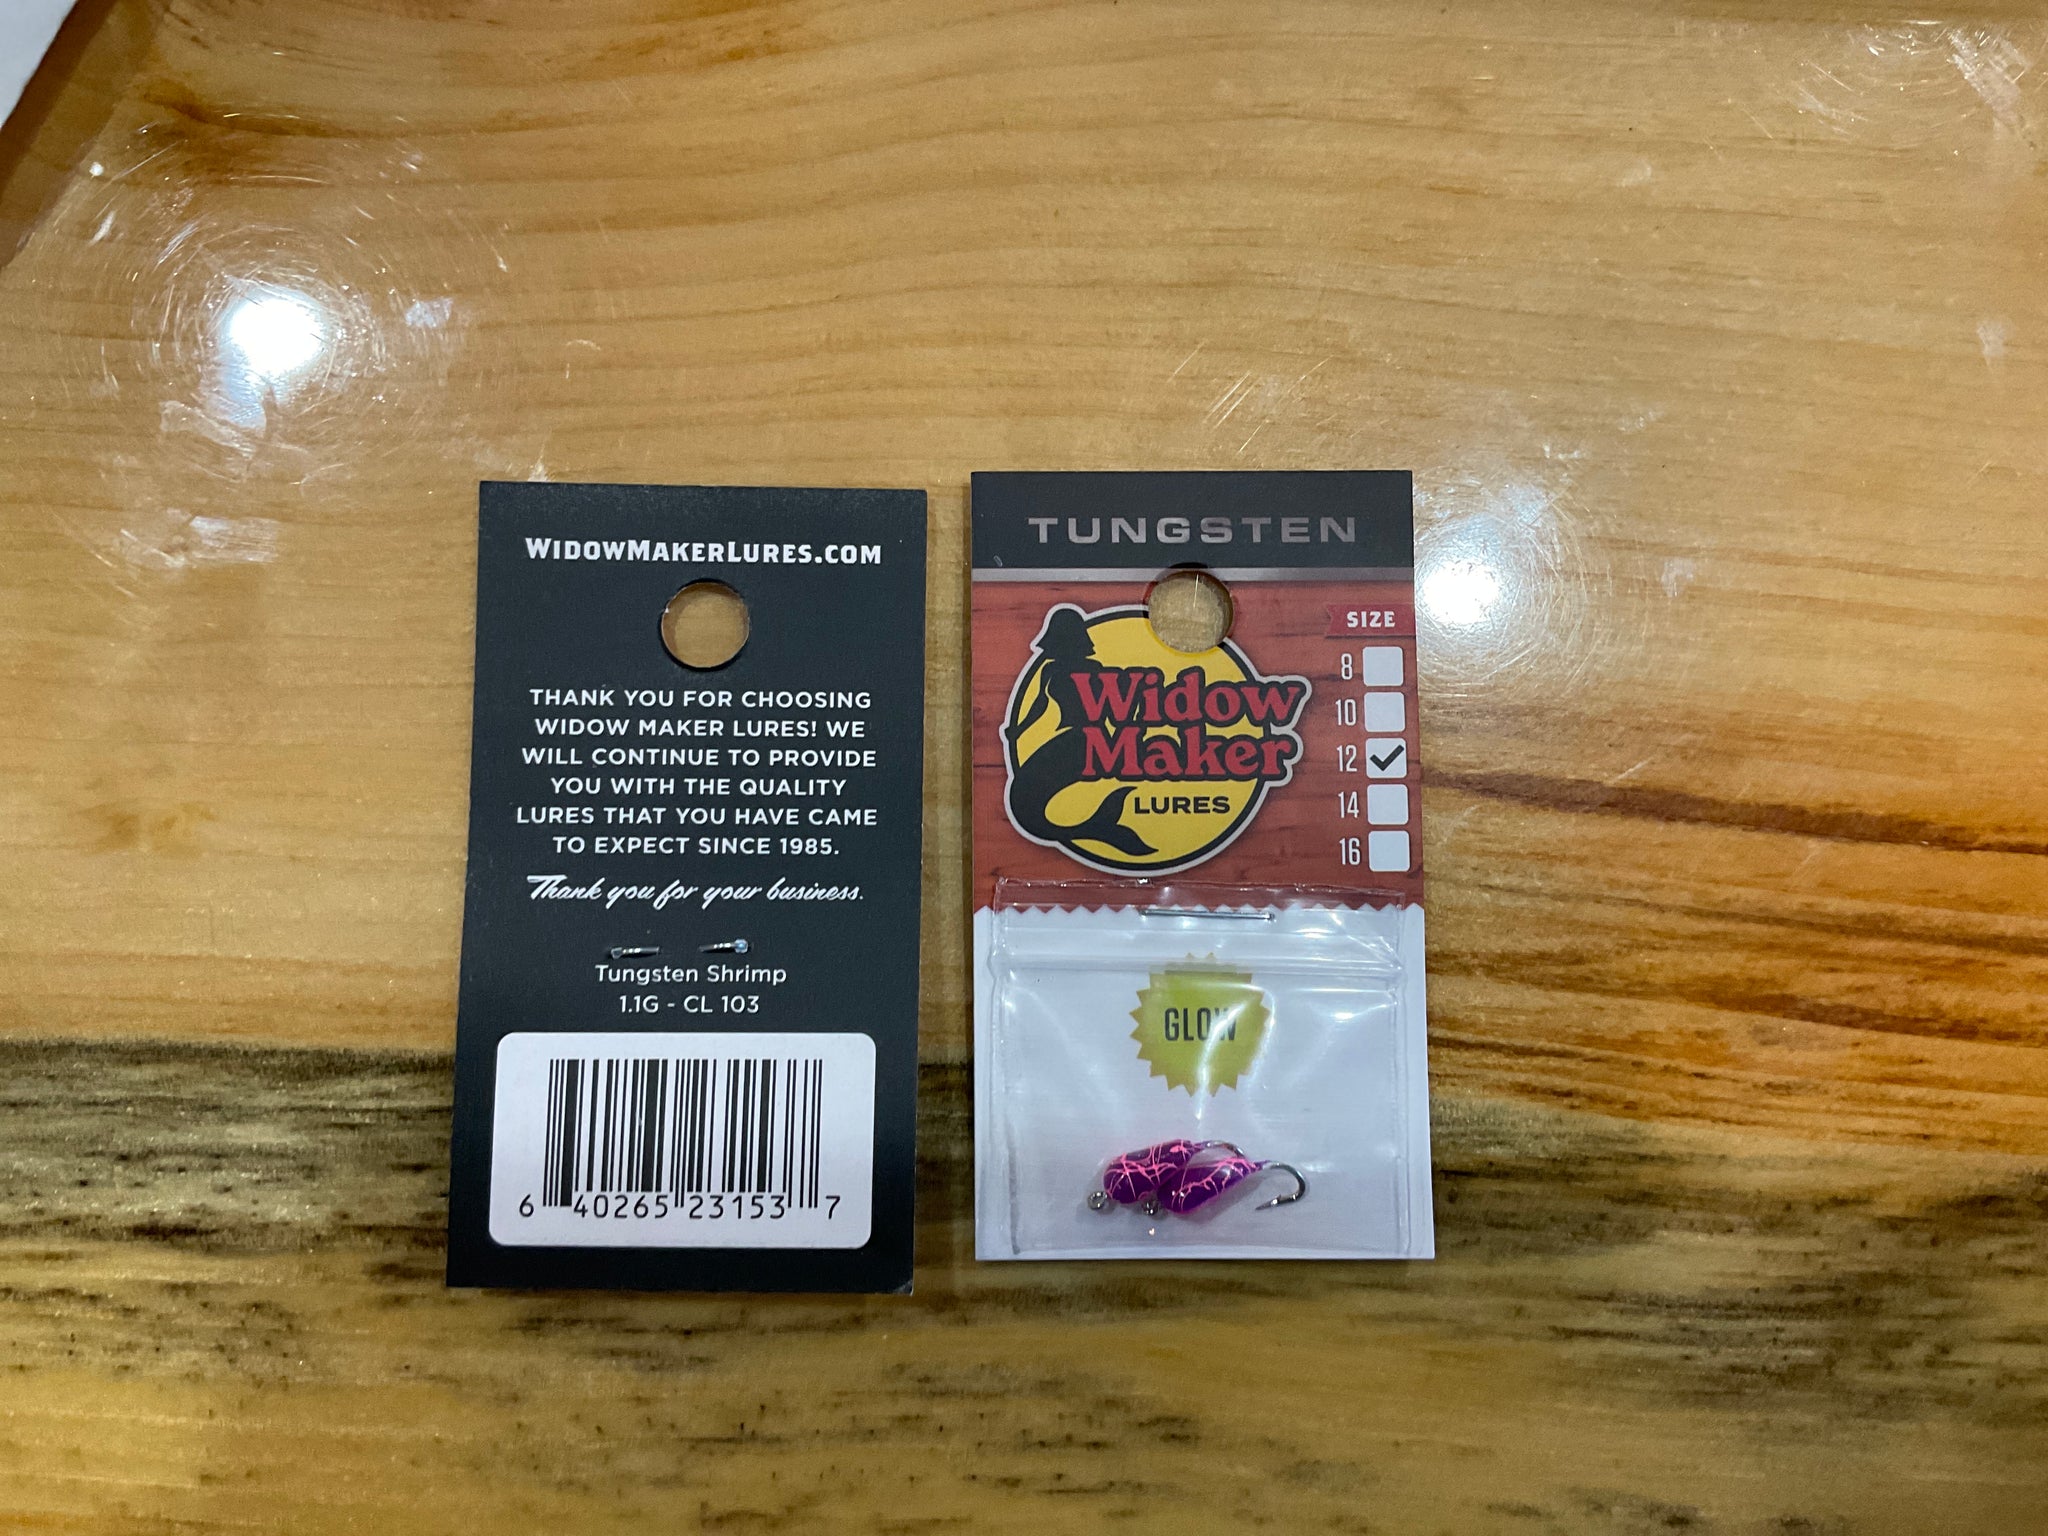 WidowMakerLures.com
THANK YOU FOR CHOOSING
WIDOW MAKER LURES! WE
WILL CONTINUE TO PROVIDE
YOU WITH THE QUALITY
LURES THAT YOU HAVE CAME
TO EXPECT SINCE 1985.
Thank you for your business.
Tungsten Shrimp
1.1G - CL 103
6 40265 23153 7
TUNGSTEN
Widow
Maker
LURES
SIZE
8
10
12
14
16
GLOW